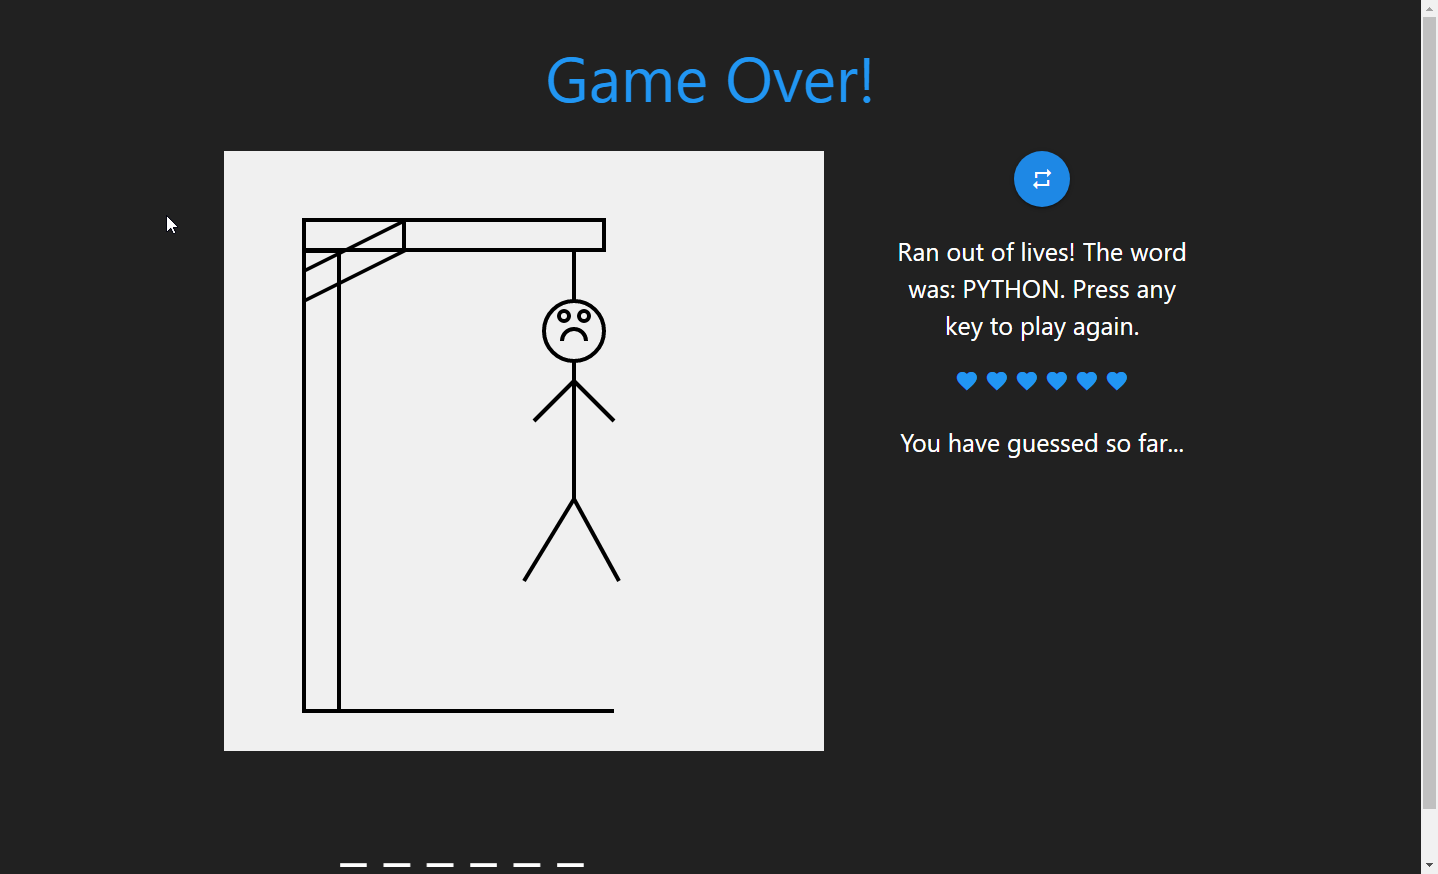 Game Over!
Ran out of lives! The word
was: PYTHON. Press any
key to play again.
You have guessed so far...